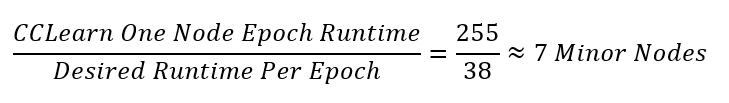 CCLearn One Node Epoch Runtime / Desired Runtime Per Epoch = 255 / 38 ≈ 7 Minor Nodes